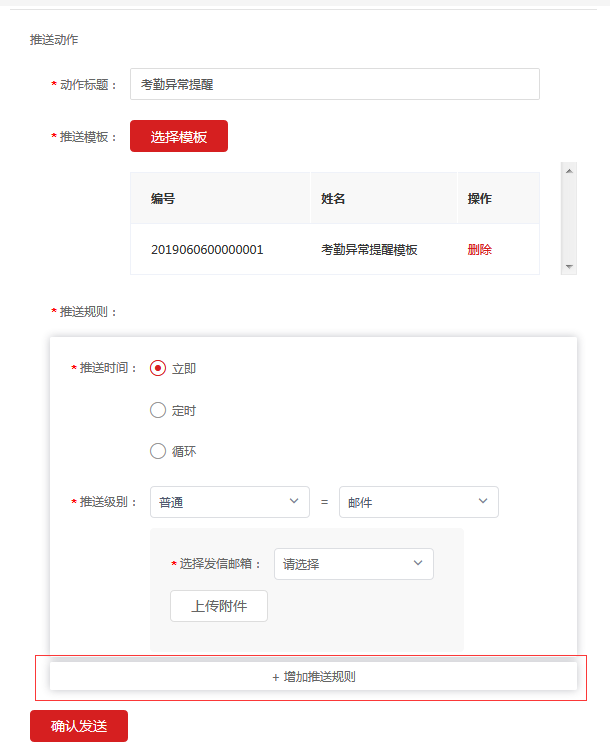 推送动作
* 动作标题： 考勤异常提醒
* 推送模板： 选择模板
编号 姓名 操作
2019060600000001 考勤异常提醒模板 删除
* 推送规则：
* 推送时间： 立即
定时
循环
* 推送级别： 普通 = 邮件
* 选择发信邮箱： 请选择
上传附件
+ 增加推送规则
确认发送